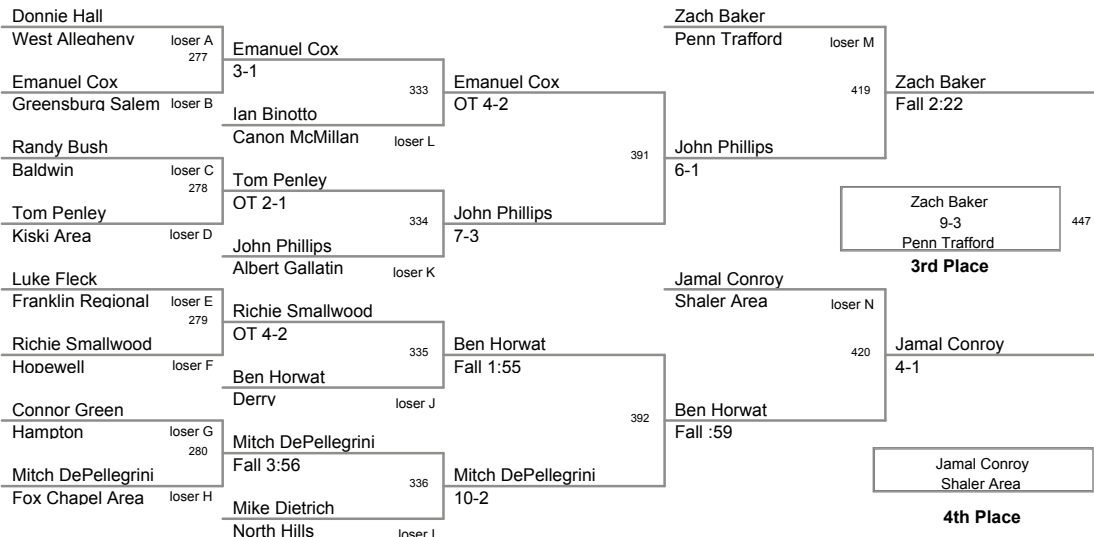 Donnie Hall
West Allegheny loser A
277
Emanuel Cox
3-1
Emanuel Cox
Greensburg Salem loser B
333
Emanuel Cox
OT 4-2
Ian Binotto
Canon McMillan loser L
Randy Bush
Baldwin loser C
278
Tom Penley
OT 2-1
Tom Penley
Kiski Area loser D
334
John Phillips
7-3
John Phillips
Albert Gallatin loser K
391
John Phillips
6-1
Zach Baker
Penn Trafford loser M
419
Zach Baker
Fall 2:22
Zach Baker
9-3
Penn Trafford
447
3rd Place
Luke Fleck
Franklin Regional loser E
279
Richie Smallwood
OT 4-2
Richie Smallwood
Hopewell loser F
335
Ben Horwat
Fall 1:55
Ben Horwat
Derry loser J
Connor Green
Hampton loser G
280
Mitch DePellegrini
Fall 3:56
Mitch DePellegrini
Fox Chapel Area loser H
336
Mitch DePellegrini
10-2
Mike Dietrich
North Hills loser I
392
Ben Horwat
Fall :59
Jamal Conroy
Shaler Area loser N
420
Jamal Conroy
4-1
Jamal Conroy
Shaler Area
4th Place